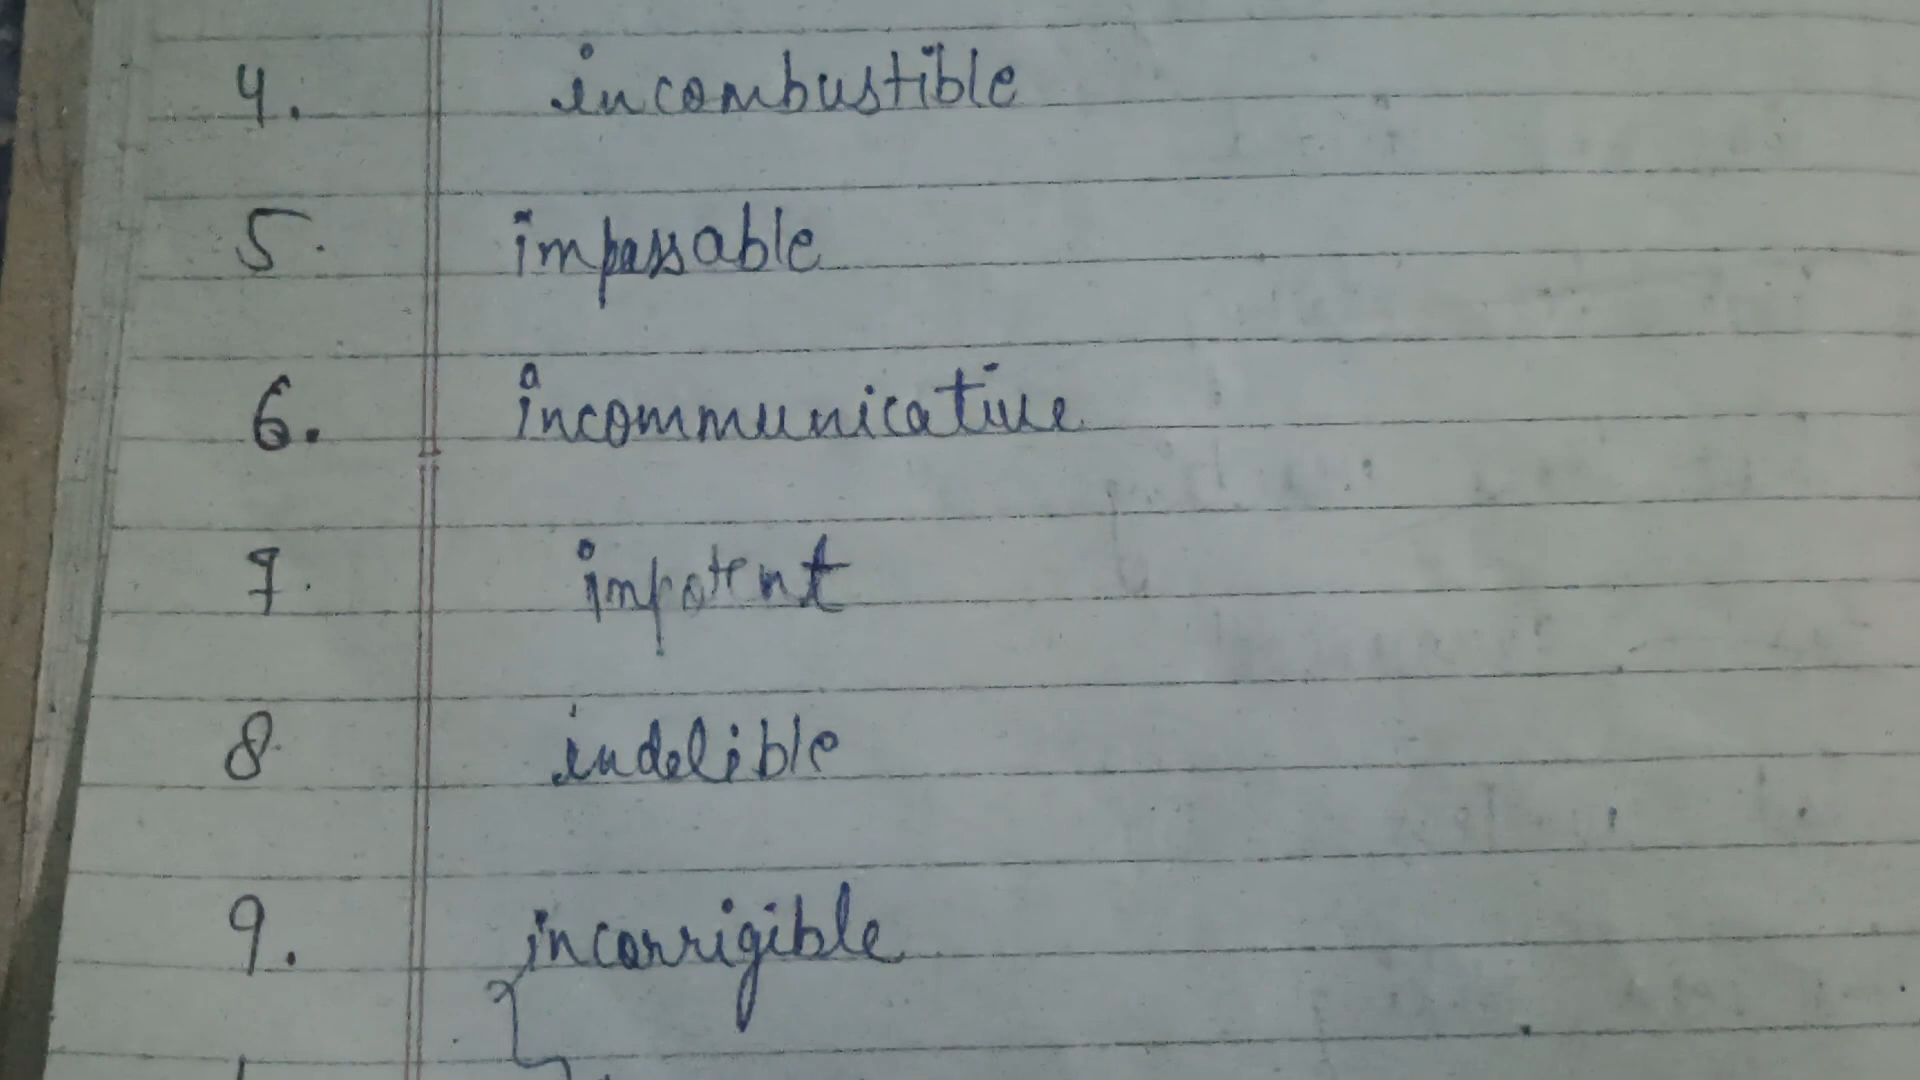 4. incombustible
5. impassable
6. incommunicative
7. impotent
8 indelible
9. incorrigible